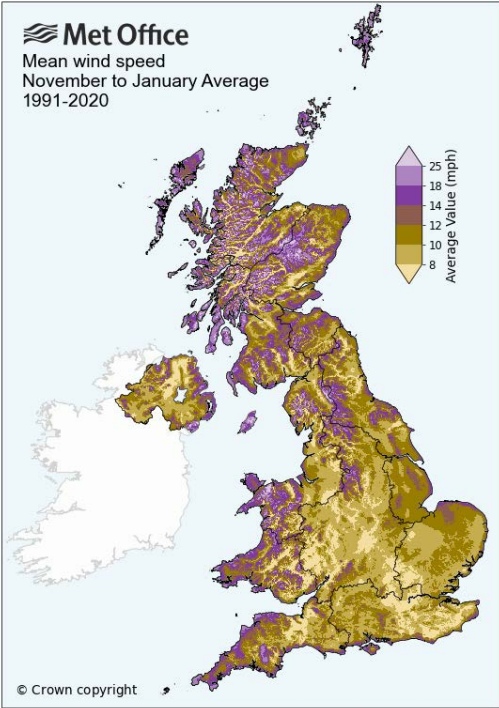 Met Office
Mean wind speed
November to January Average
1991-2020
25
18
14
12
10
8
Average Value (mph)
© Crown copyright